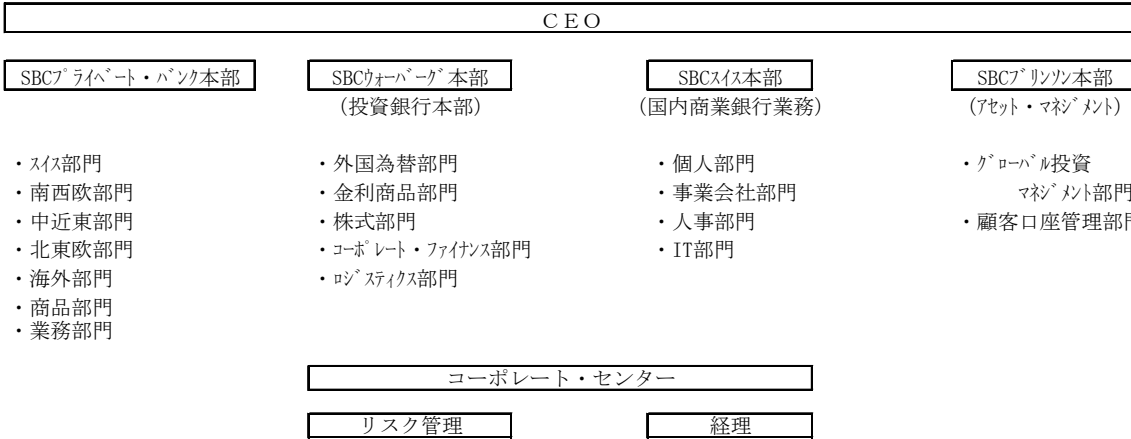 ＣＥＯ
SBCﾌﾟﾗｲﾍﾞｰﾄ・ﾊﾞﾝｸ本部 SBCｳｫｰﾊﾞｰｸﾞ本部 SBCｽｲｽ本部 SBCﾌﾞﾘﾝｿﾝ本部
(投資銀行本部) (国内商業銀行業務) (ｱｾｯﾄ・ﾏﾈｼﾞﾒﾝﾄ)
・ｽｲｽ部門 ・外国為替部門 ・個人部門 ・ｸﾞﾛｰﾊﾞﾙ投資
・南西欧部門 ・金利商品部門 ・事業会社部門 ﾏﾈｼﾞﾒﾝﾄ部門
・中近東部門 ・株式部門 ・人事部門 ・顧客口座管理部門
・北東欧部門 ・ｺｰﾎﾟﾚｰﾄ・ﾌｧｲﾅﾝｽ部門 ・IT部門
・海外部門 ・ﾛｼﾞｽﾃｨｸｽ部門
・商品部門
・業務部門
コーポレート・センター
リスク管理 経理